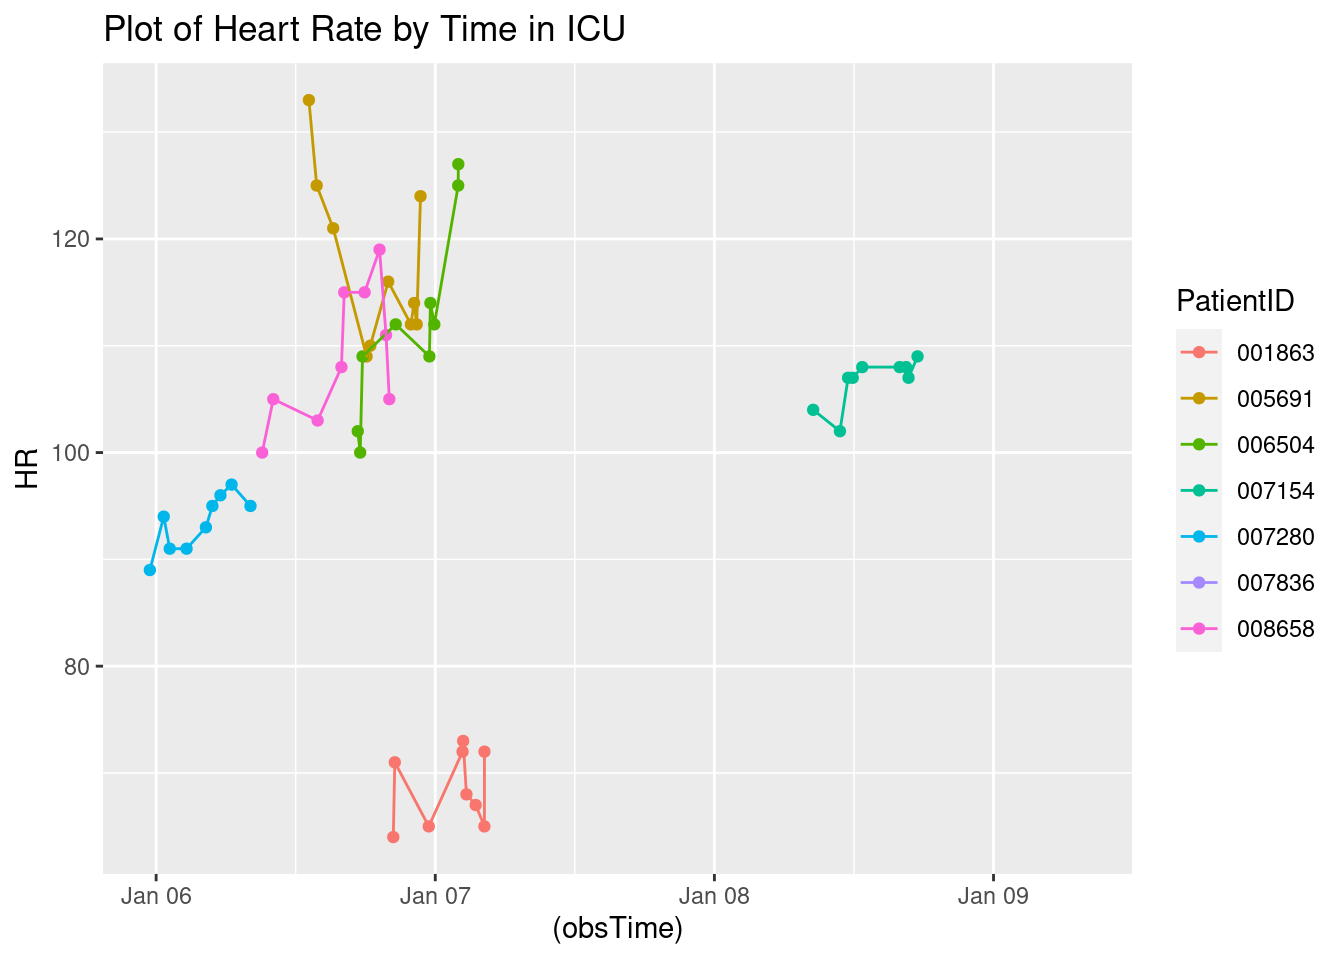 Plot of Heart Rate by Time in ICU
HR
120
100
80
Jan 06
Jan 07
Jan 08
Jan 09
(obsTime)
PatientID
001863
005691
006504
007154
007280
007836
008658